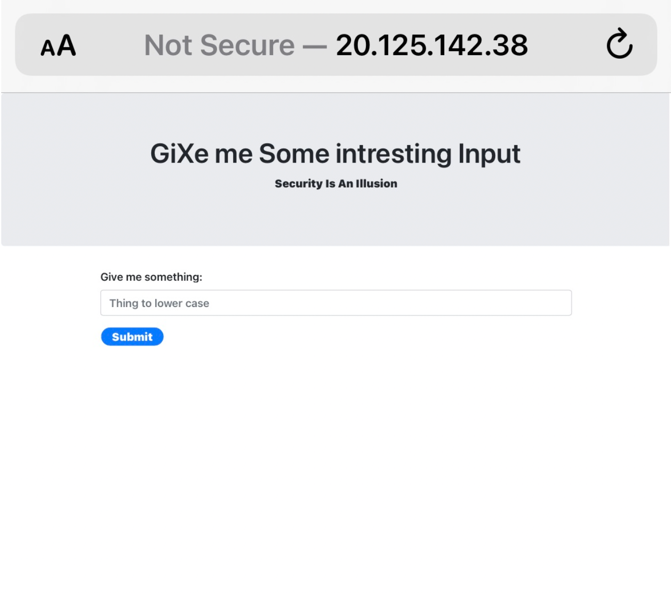 AA Not Secure — 20.125.142.38
GiXe me Some intresting Input
Security Is An Illusion
Give me something:
Thing to lower case
Submit